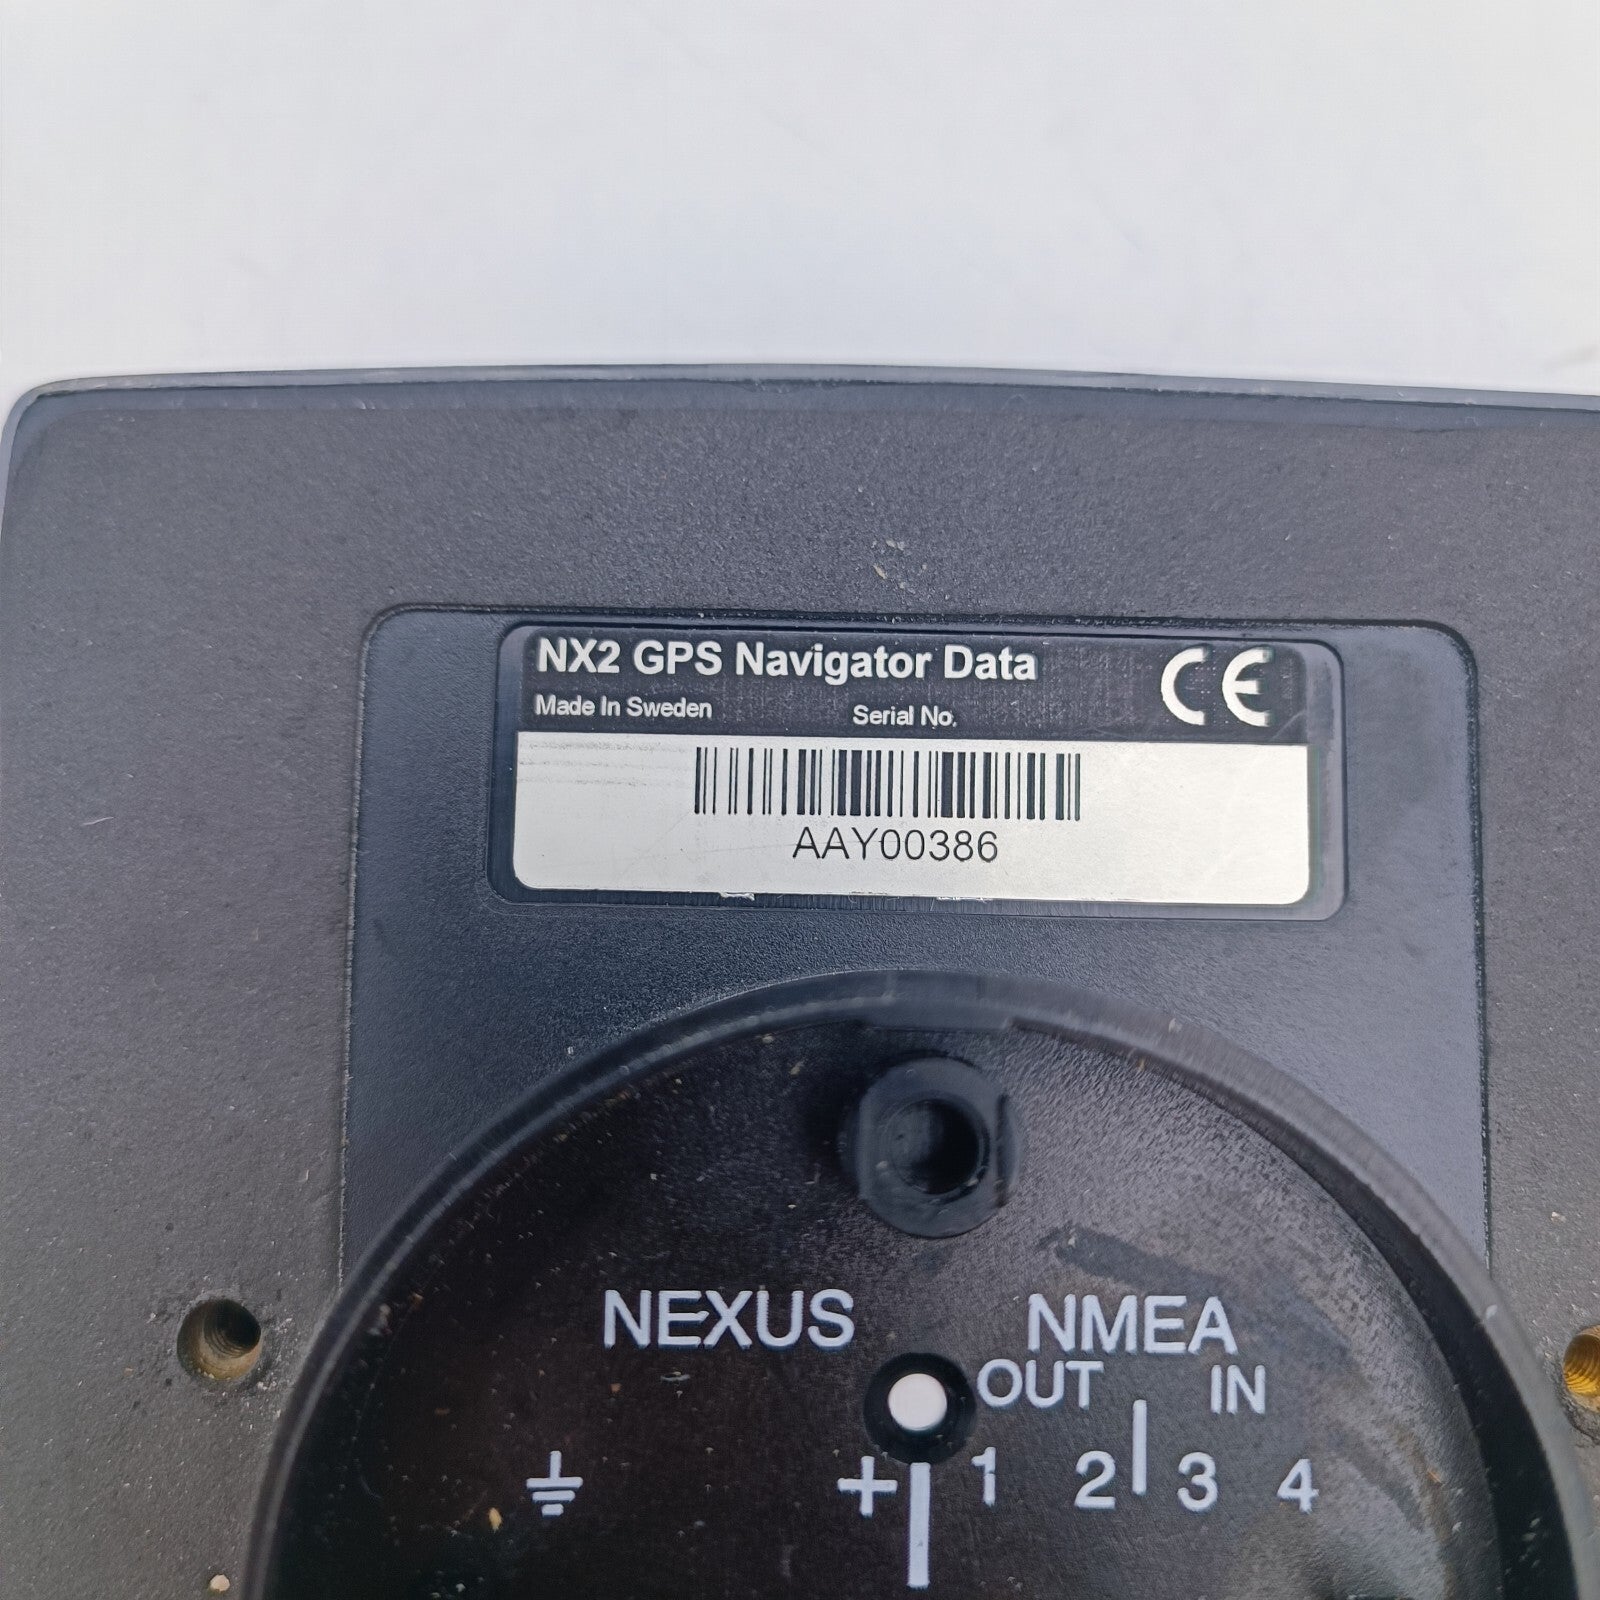 NX2 GPS Navigator Data
CE
Made In Sweden
Serial No.
AAY00386
NEXUS
NMEA
OUT
IN
+
1
2
3
4